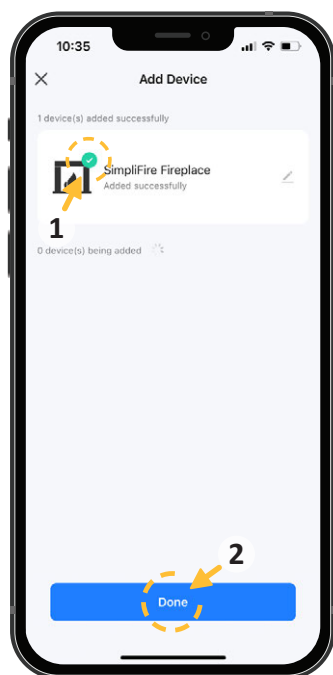 10:35
Add Device
1 device(s) added successfully
SimpliFire Fireplace
Added successfully
1
0 device(s) being added
2
Done